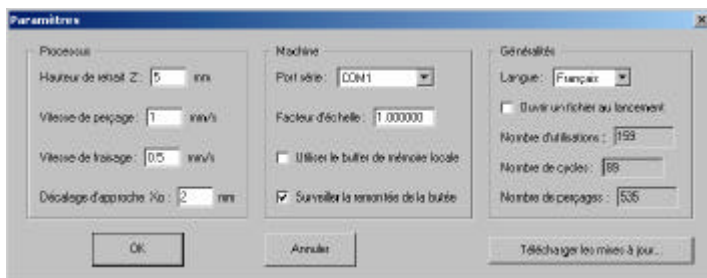 Paramètres
Processus
Hauteur de retrait Z : 5 mm
Vitesse de perçage : 1 mm/s
Vitesse de fraisage : 0.5 mm/s
Décalage d'approche Xo : 2 mm
Machine
Port série : COM1
Facteur d'échelle : 1.000000
Utiliser le buffer de mémoire locale
Surveiller la remontée de la butée
Généralités
Langue : Français
Ouvrir un fichier au lancement
Nombre d'utilisations : 159
Nombre de cycles : 89
Nombre de perçages : 535
OK
Annuler
Télécharger les mises à jour...